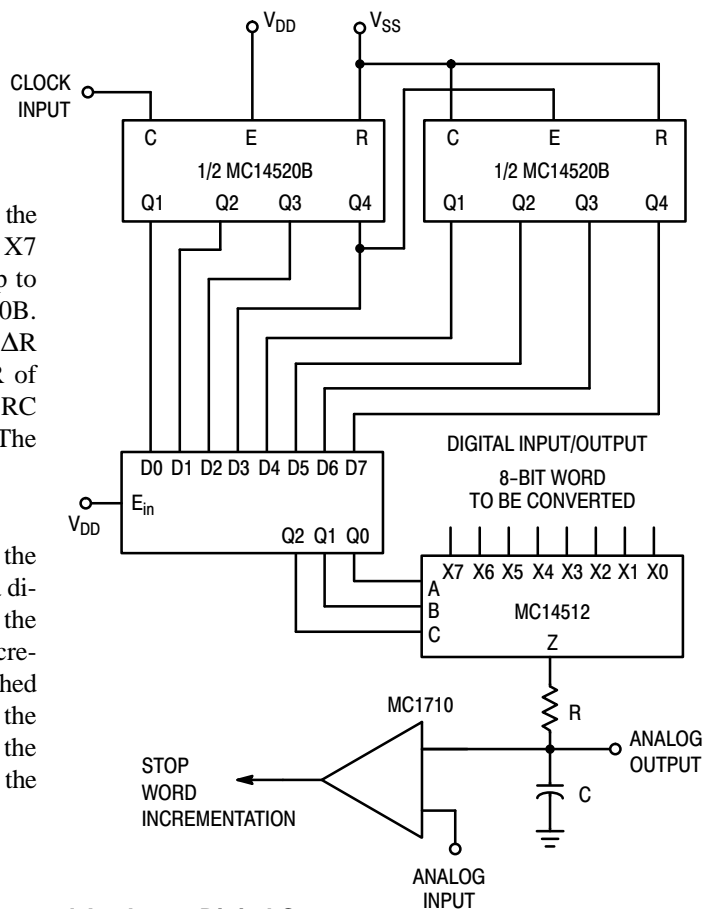 VDD
VSS
CLOCK
INPUT
C E R
C E R
1/2 MC14520B
1/2 MC14520B
Q1 Q2 Q3 Q4
Q1 Q2 Q3 Q4
the
X7
to
0B.
ΔR
of
RC
The
D0 D1 D2 D3 D4 D5 D6 D7
Ein
VDD
Q2 Q1 Q0
DIGITAL INPUT/OUTPUT
8-BIT WORD
TO BE CONVERTED
X7 X6 X5 X4 X3 X2 X1 X0
A
B
C
MC14512
Z
the
di-
the
cre-
hed
the
the
the
MC1710
R
ANALOG
OUTPUT
C
STOP
WORD
INCREMENTATION
ANALOG
INPUT